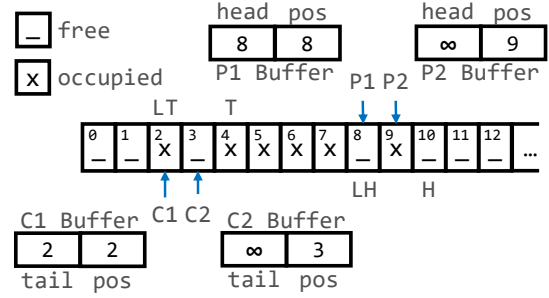 _ free
x occupied
head pos
8 8
P1 Buffer
head pos
∞ 9
P2 Buffer
P1 P2
LT T
0 1 2 3 4 5 6 7 8 9 10 11 12
_ _ x _ x x x x _ x _ _ _ ...
LH H
C1 C2
C1 Buffer
2 2
tail pos
C2 Buffer
∞ 3
tail pos